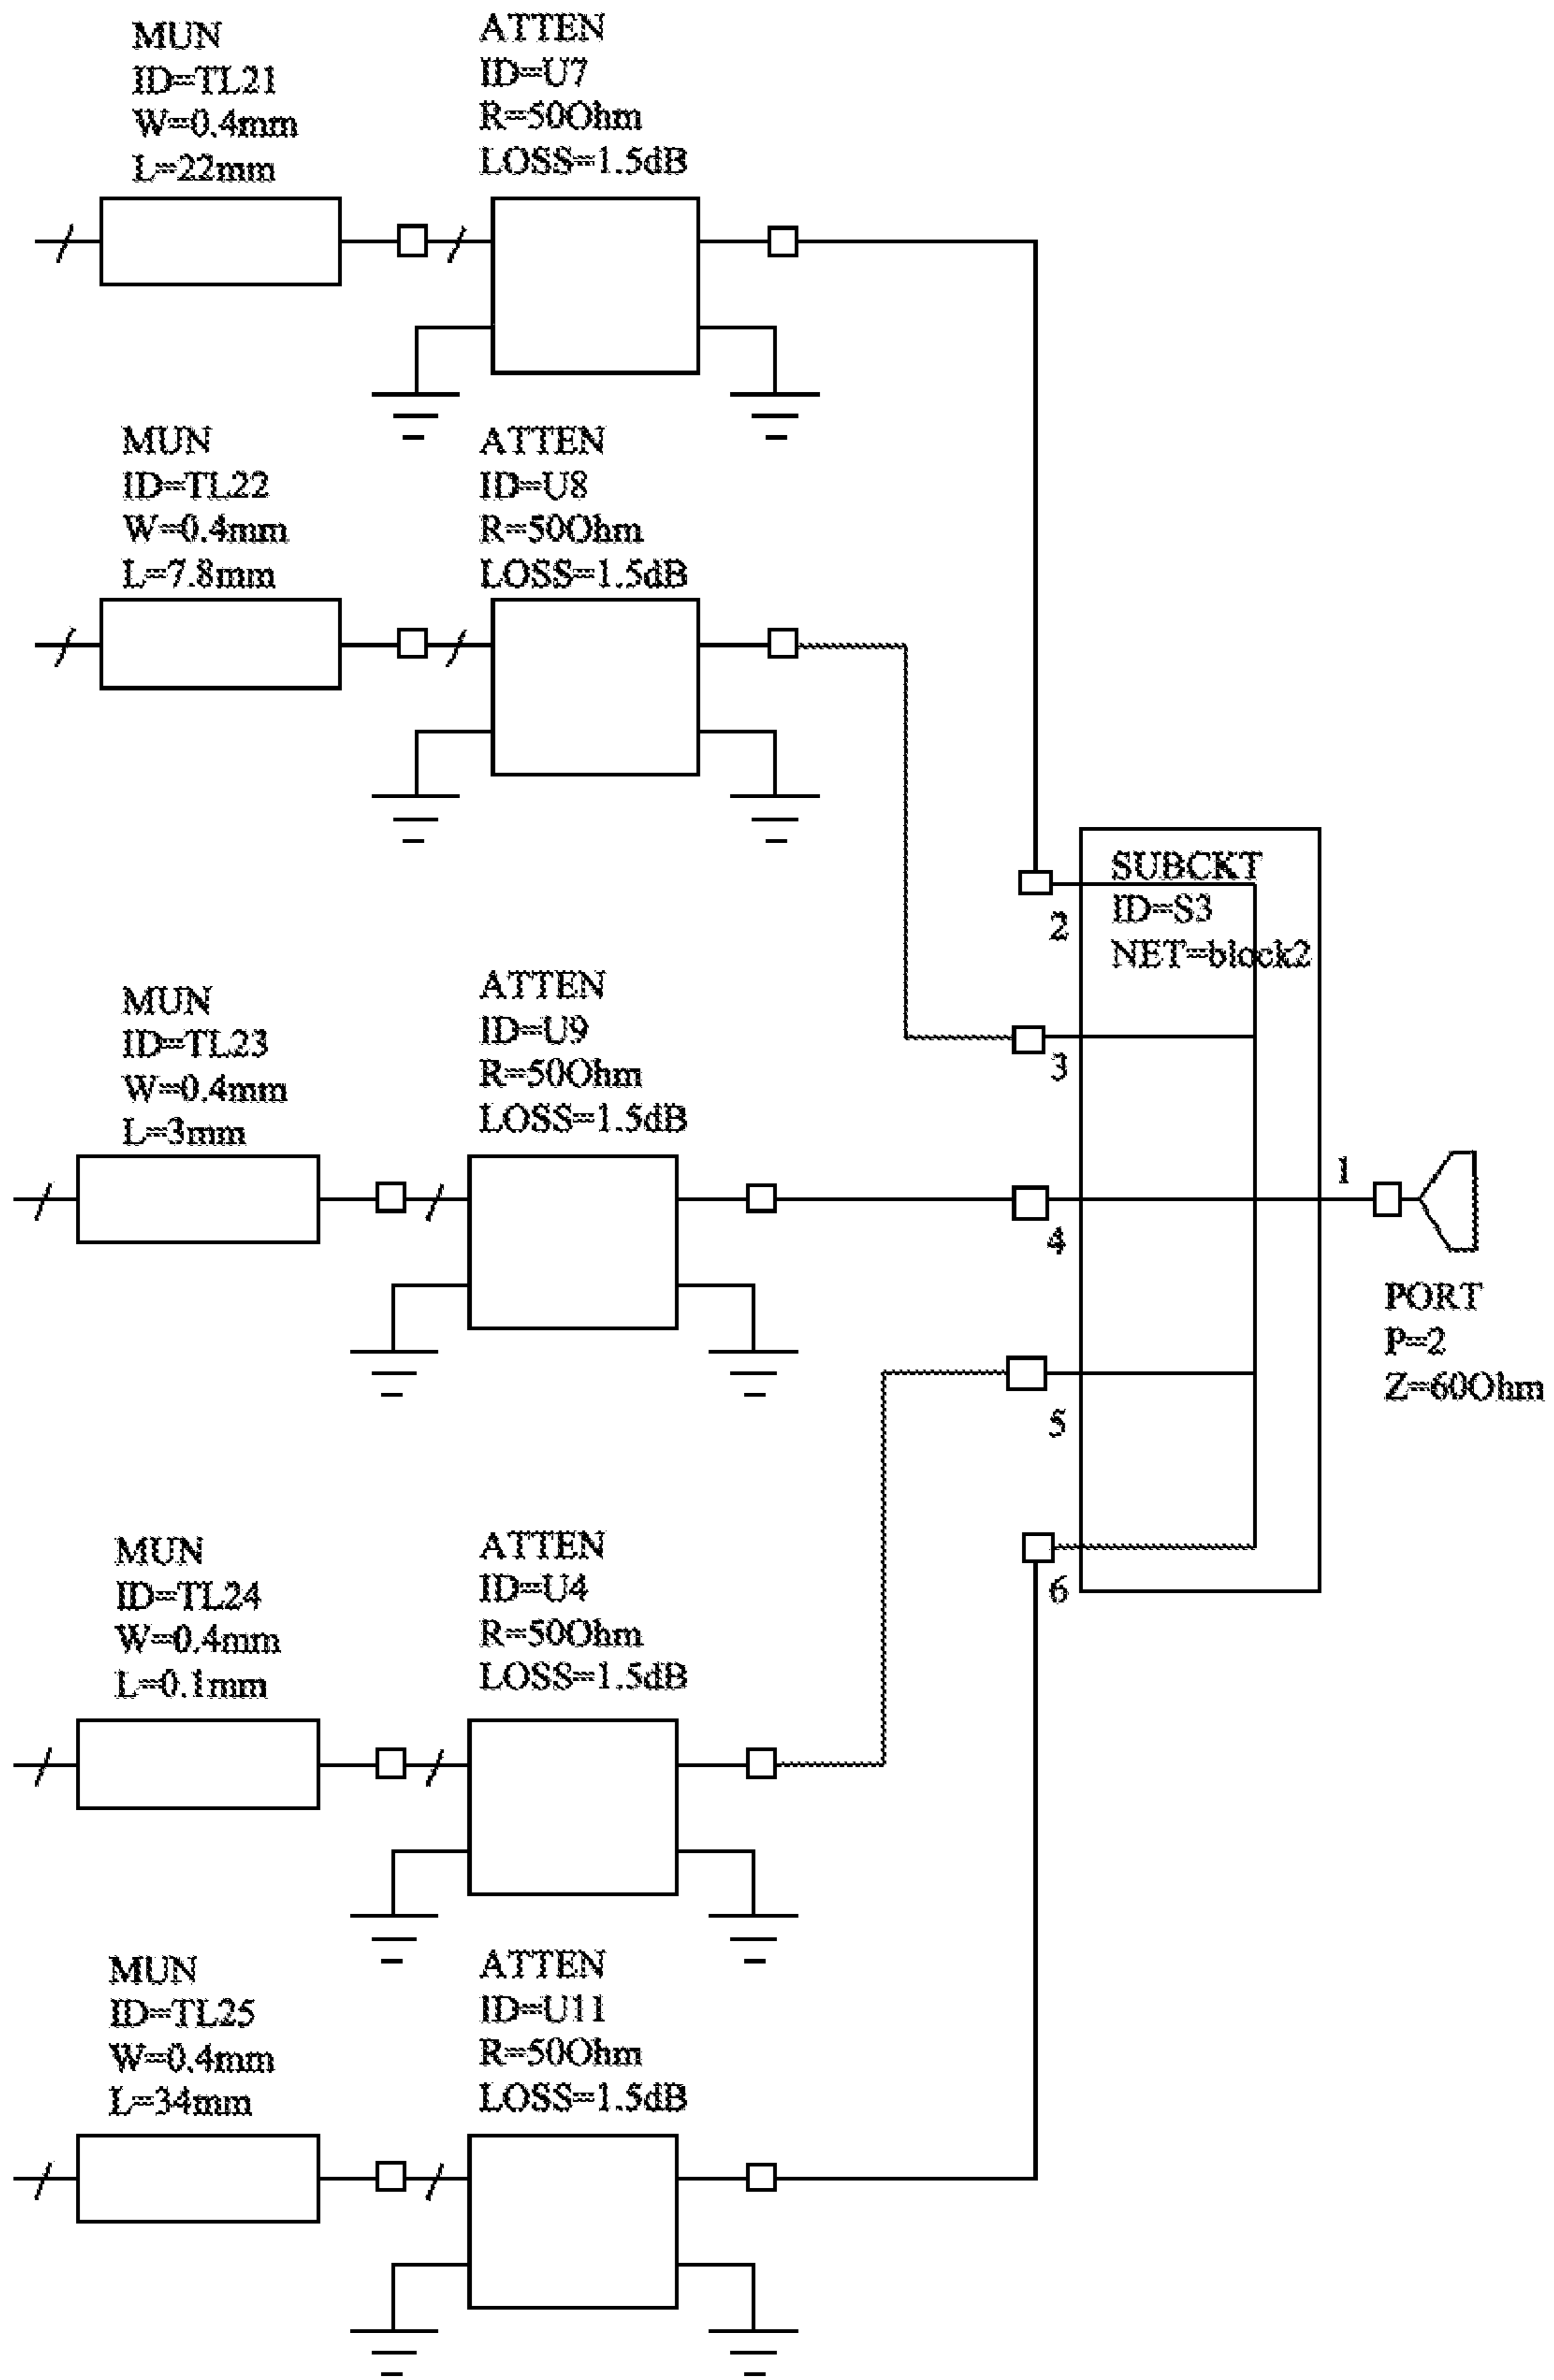 MUN
ID=TL21
W=0.4mm
L=22mm
ATTEN
ID=U7
R=50Ohm
LOSS=1.5dB
MUN
ID=TL22
W=0.4mm
L=7.8mm
ATTEN
ID=U8
R=50Ohm
LOSS=1.5dB
SUBCKT
ID=S3
NET=block2
2
3
MUN
ID=TL23
W=0.4mm
L=3mm
ATTEN
ID=U9
R=50Ohm
LOSS=1.5dB
4
1
PORT
P=2
Z=60Ohm
5
6
MUN
ID=TL24
W=0.4mm
L=0.1mm
ATTEN
ID=U4
R=50Ohm
LOSS=1.5dB
MUN
ID=TL25
W=0.4mm
L=34mm
ATTEN
ID=U11
R=50Ohm
LOSS=1.5dB